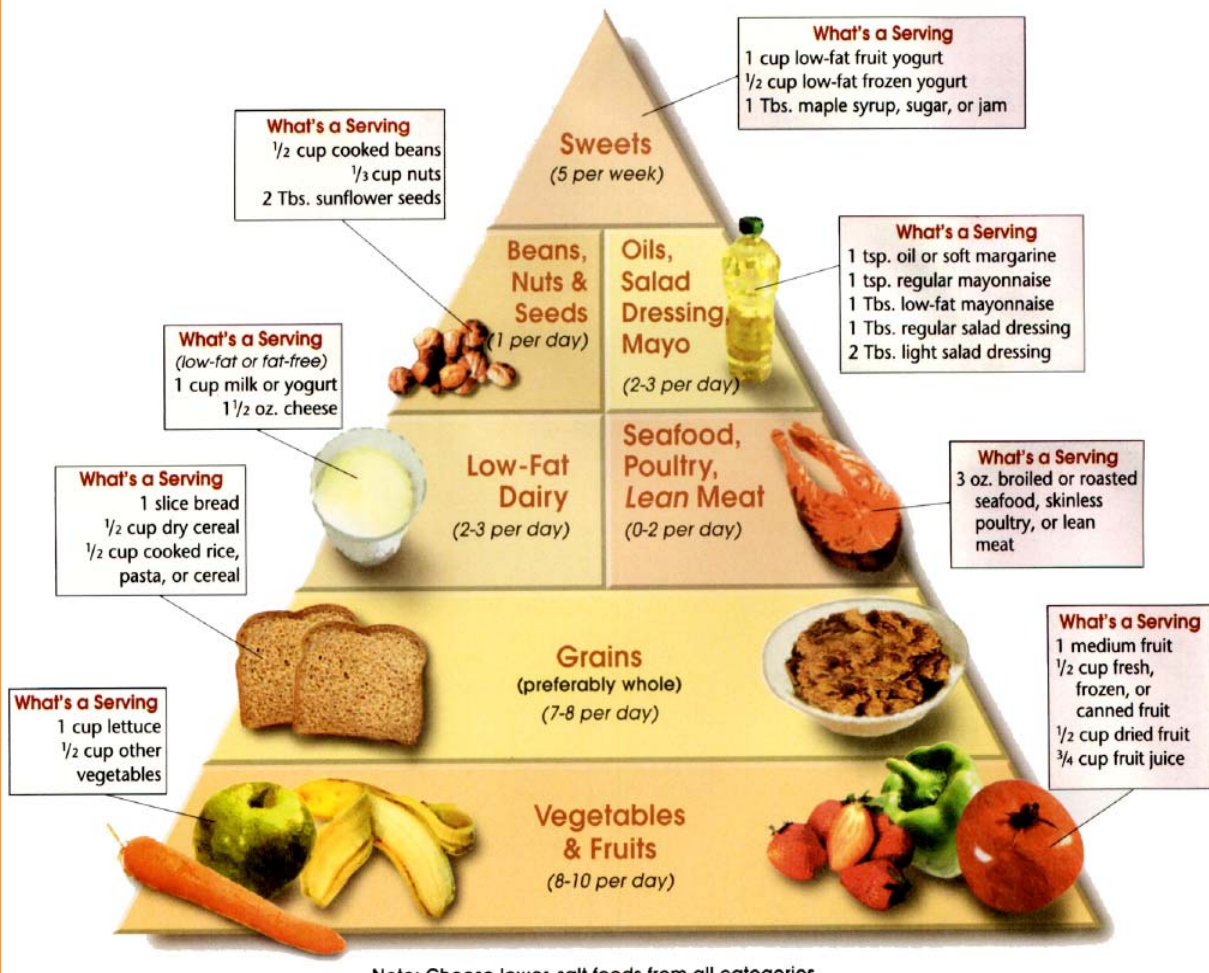 What's a Serving
1 cup low-fat fruit yogurt
1/2 cup low-fat frozen yogurt
1 Tbs. maple syrup, sugar, or jam
Sweets
(5 per week)
What's a Serving
1/2 cup cooked beans
1/3 cup nuts
2 Tbs. sunflower seeds
Beans,
Nuts &
Seeds
(1 per day)
Oils,
Salad
Dressing,
Mayo
(2-3 per day)
What's a Serving
1 tsp. oil or soft margarine
1 tsp. regular mayonnaise
1 Tbs. low-fat mayonnaise
1 Tbs. regular salad dressing
2 Tbs. light salad dressing
What's a Serving
(low-fat or fat-free)
1 cup milk or yogurt
1 1/2 oz. cheese
Low-Fat
Dairy
(2-3 per day)
Seafood,
Poultry,
Lean Meat
(0-2 per day)
What's a Serving
3 oz. broiled or roasted
seafood, skinless
poultry, or lean
meat
What's a Serving
1 slice bread
1/2 cup dry cereal
1/2 cup cooked rice,
pasta, or cereal
Grains
(preferably whole)
(7-8 per day)
What's a Serving
1 medium fruit
1/2 cup fresh,
frozen, or
canned fruit
1/2 cup dried fruit
3/4 cup fruit juice
What's a Serving
1 cup lettuce
1/2 cup other
vegetables
Vegetables
& Fruits
(8-10 per day)
Note: Choose lower-salt foods from all categories